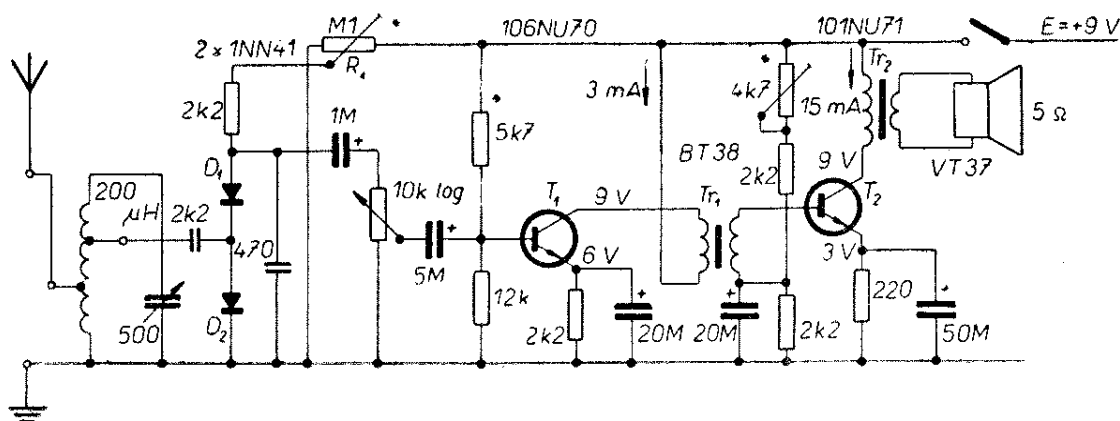 M1
106NU70
101NU71
E = +9 V
2 x 1NN41
R1
Tr2
2k2
3 mA
4k7
15 mA
5 Ω
1M
5k7
D1
10k log
BT38
2k2
9 V
VT37
200
μH
2k2
T1
9 V
Tr1
T2
470
5M
6 V
3 V
D2
500
12k
2k2
20M
20M
2k2
220
50M